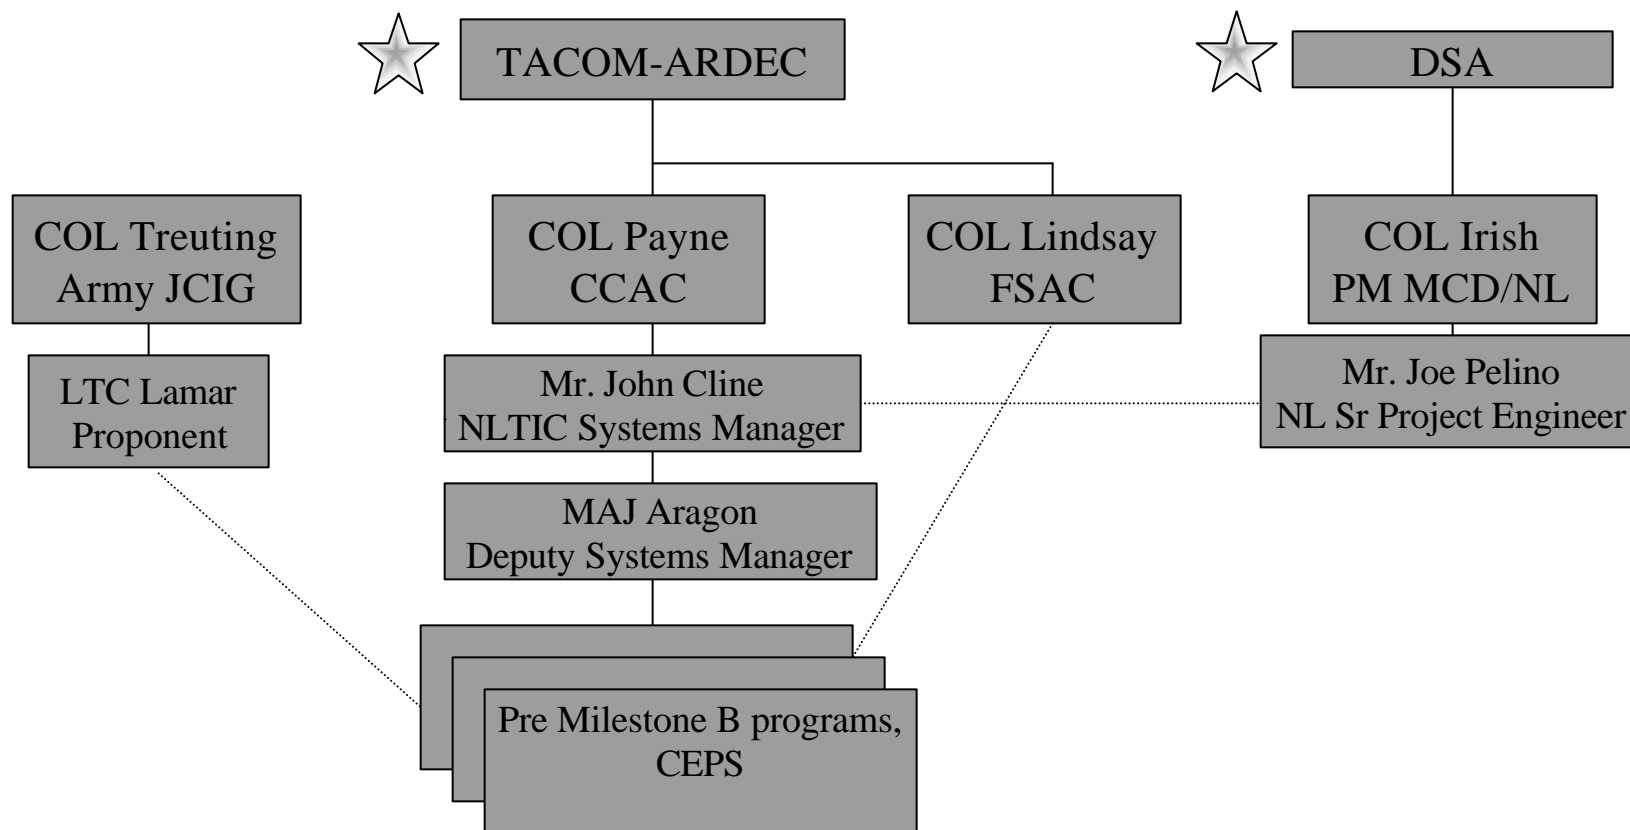 TACOM-ARDEC
DSA
COL Treuting
Army JCIG
COL Payne
CCAC
COL Lindsay
FSAC
COL Irish
PM MCD/NL
LTC Lamar
Proponent
Mr. John Cline
NLTIC Systems Manager
Mr. Joe Pelino
NL Sr Project Engineer
MAJ Aragon
Deputy Systems Manager
Pre Milestone B programs,
CEPS